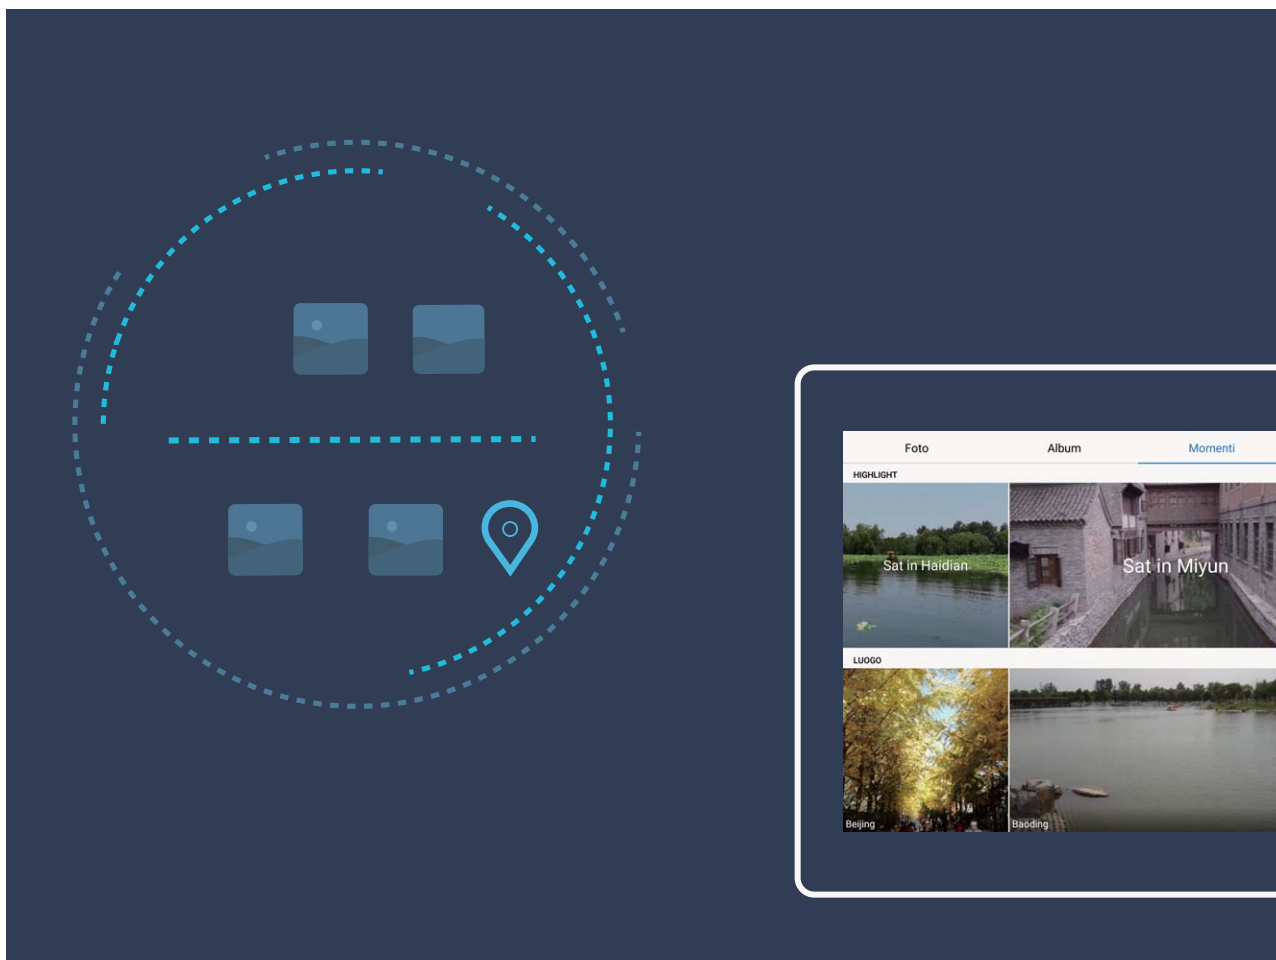 Foto Album Momenti
HIGHLIGHT
Sat in Haidian Sat in Miyun
LUOGO
Beijing Baoding